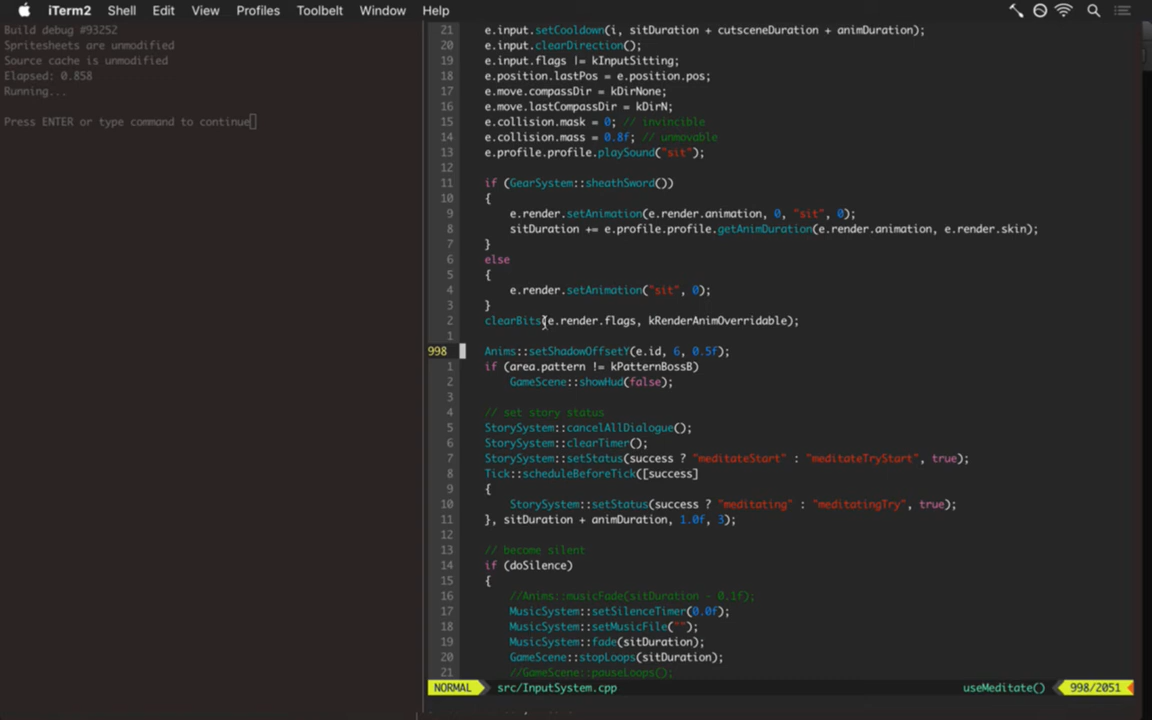 iTerm2 Shell Edit View Profiles Toolbelt Window Help
Build debug #93252
Spritesheets are unmodified
Source cache is unmodified
Elapsed: 0.858
Running...
Press ENTER or type command to continue
21 e.input.setCooldown(i, sitDuration + cutsceneDuration + animDuration);
20 e.input.clearDirection();
19 e.input.flags |= kInputSitting;
18 e.position.lastPos = e.position.pos;
17 e.move.compassDir = kDirNone;
16 e.move.lastCompassDir = kDirN;
15 e.collision.mask = 0; // invincible
14 e.collision.mass = 0.8f; // unmovable
13 e.profile.profile.playSound("sit");
12
11 if (GearSystem::sheathSword())
10 {
9 e.render.setAnimation(e.render.animation, 0, "sit", 0);
8 sitDuration += e.profile.profile.getAnimDuration(e.render.animation, e.render.skin);
7 }
6 else
5 {
4 e.render.setAnimation("sit", 0);
3 }
2 clearBits(e.render.flags, kRenderAnimOverridable);
1
998 Anims::setShadowOffsetY(e.id, 6, 0.5f);
1 if (area.pattern != kPatternBossB)
2 GameScene::showHud(false);
3
4 // set story status
5 StorySystem::cancelAllDialogue();
6 StorySystem::clearTimer();
7 StorySystem::setStatus(success ? "meditateStart" : "meditateTryStart", true);
8 Tick::scheduleBeforeTick([success]
9 {
10 StorySystem::setStatus(success ? "meditating" : "meditatingTry", true);
11 }, sitDuration + animDuration, 1.0f, 3);
12
13 // become silent
14 if (doSilence)
15 {
16 //Anims::musicFade(sitDuration - 0.1f);
17 MusicSystem::setSilenceTimer(0.0f);
18 MusicSystem::setMusicFile("");
19 MusicSystem::fade(sitDuration);
20 GameScene::stopLoops(sitDuration);
21 //GameScene::pauseLoops();
NORMAL src/InputSystem.cpp useMeditate() 998/2051